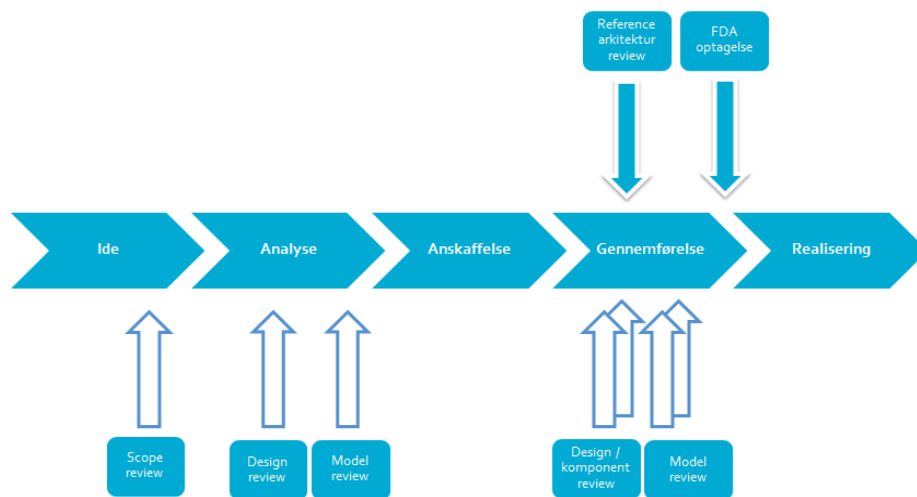 Reference
arkitektur
review
FDA
optagelse
Ide
Analyse
Anskaffelse
Gennemførelse
Realisering
Scope
review
Design
review
Model
review
Design /
komponent
review
Model
review